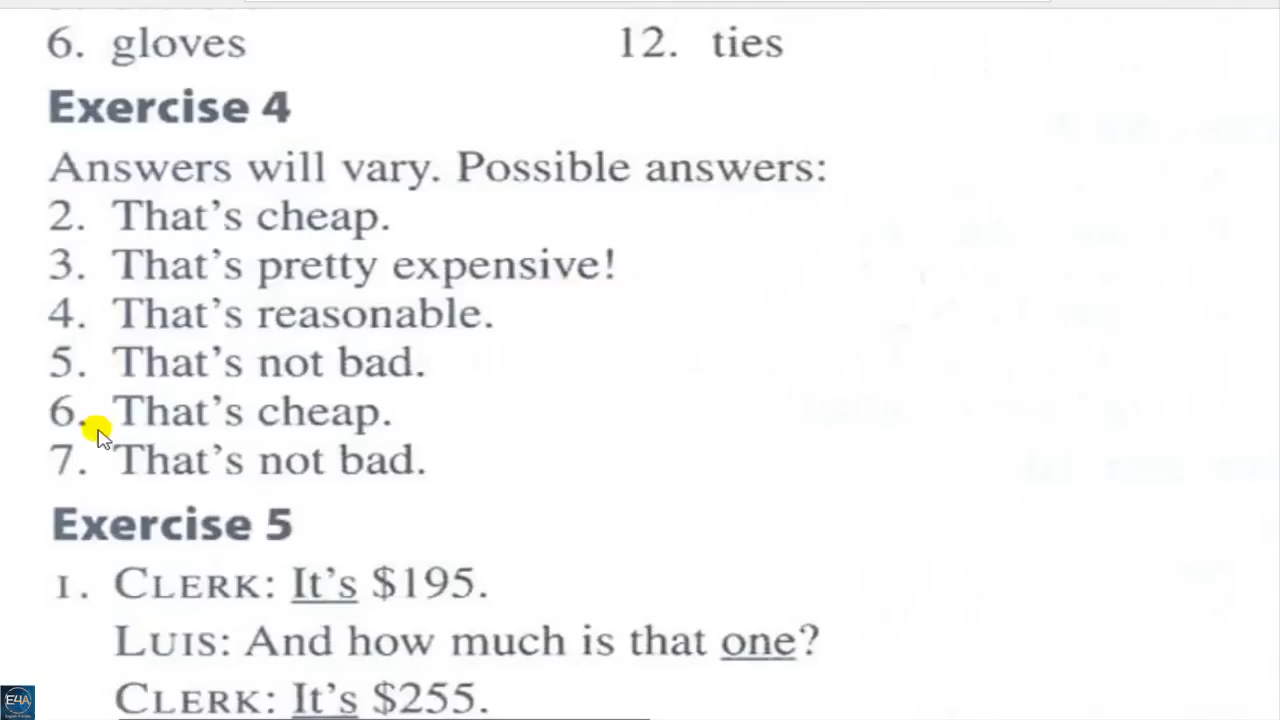 6. gloves
12. ties
Exercise 4
Answers will vary. Possible answers:
2. That's cheap.
3. That's pretty expensive!
4. That's reasonable.
5. That's not bad.
6. That's cheap.
7. That's not bad.
Exercise 5
1. CLERK: It's $195.
LUIS: And how much is that one?
CLERK: It's $255.
E4A